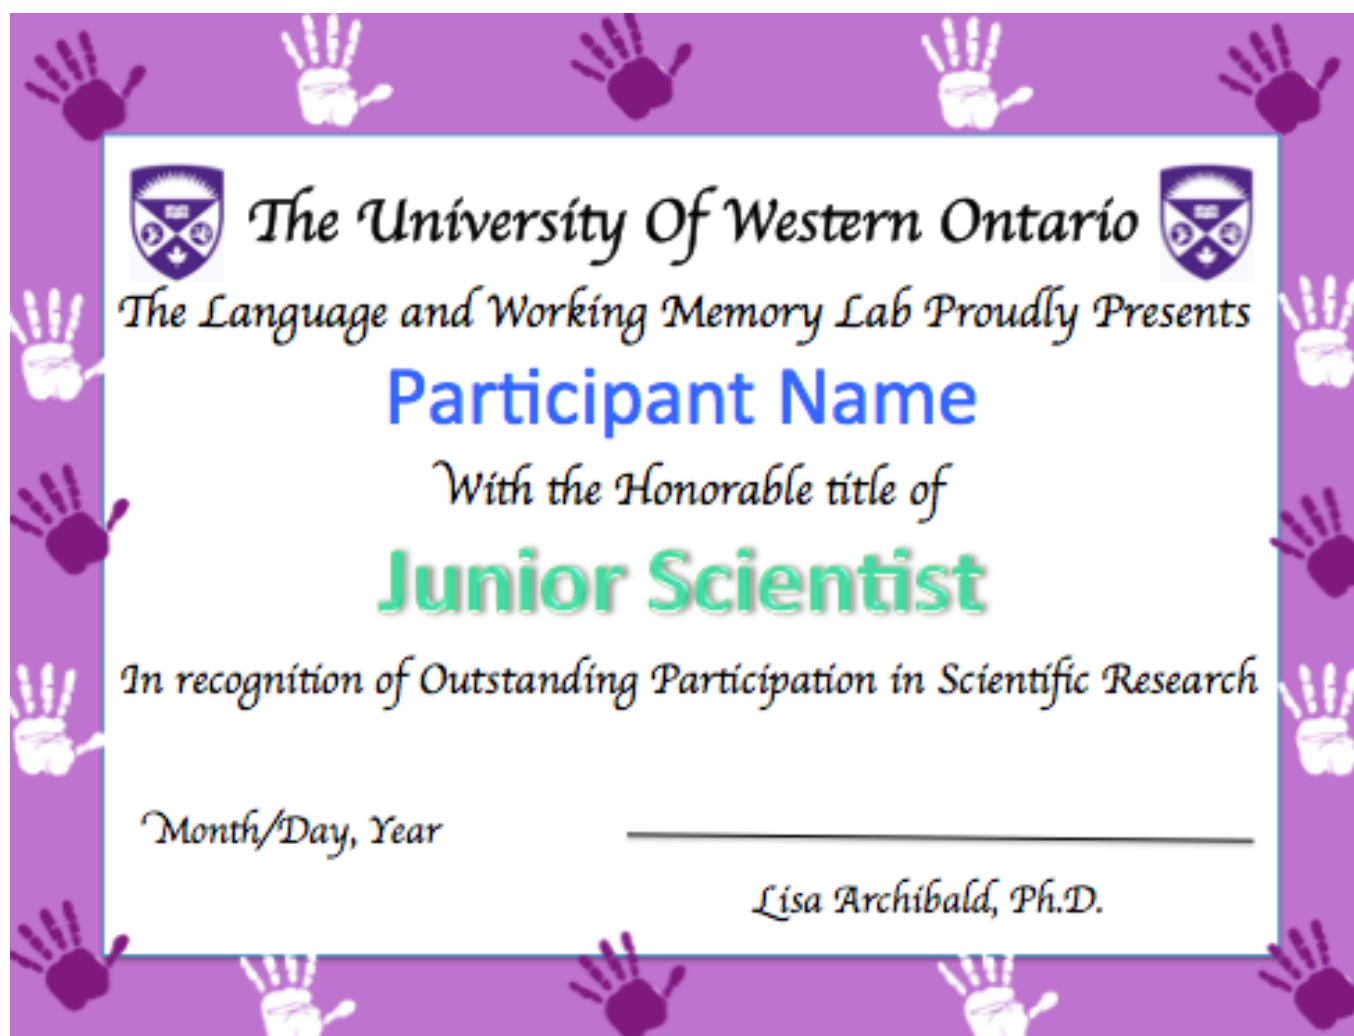 The University Of Western Ontario
The Language and Working Memory Lab Proudly Presents
Participant Name
With the Honorable title of
Junior Scientist
In recognition of Outstanding Participation in Scientific Research
Month/Day, Year
Lisa Archibald, Ph.D.